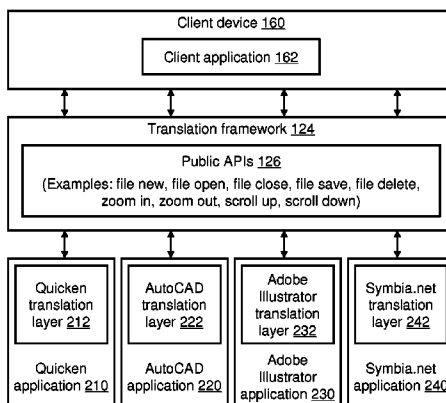 Client device 160
Client application 162
Translation framework 124
Public APIs 126
(Examples: file new, file open, file close, file save, file delete,
zoom in, zoom out, scroll up, scroll down)
Quicken
translation
layer 212
Quicken
application 210
AutoCAD
translation
layer 222
AutoCAD
application 220
Adobe
Illustrator
translation
layer 232
Adobe
Illustrator
application 230
Symbia.net
translation
layer 242
Symbia.net
application 240